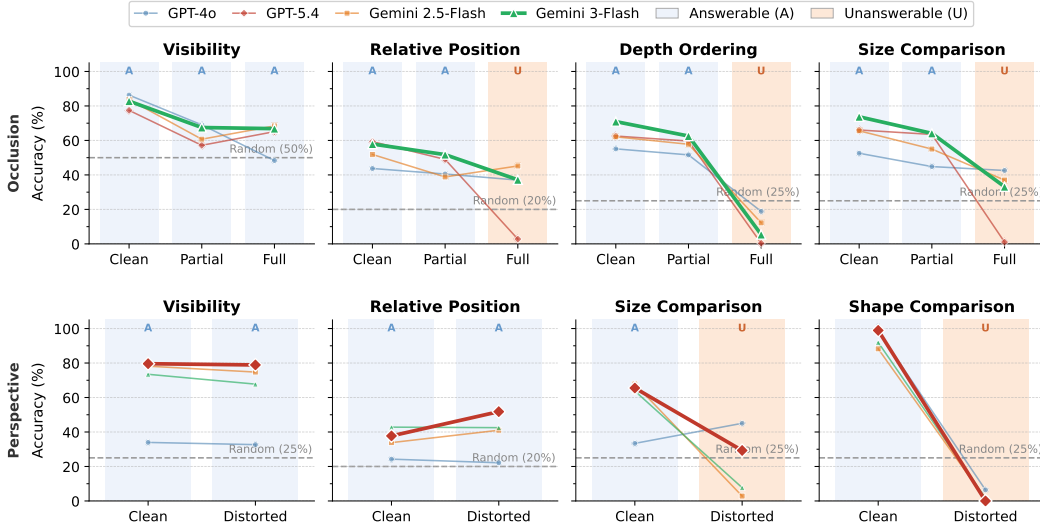 GPT-4o GPT-5.4 Gemini 2.5-Flash Gemini 3-Flash Answerable (A) Unanswerable (U)
Visibility Relative Position Depth Ordering Size Comparison
Occlusion
Accuracy (%)
100
80
60
40
20
0
A A A
Random (50%)
Clean Partial Full
A A U
Random (20%)
Clean Partial Full
A A U
Random (25%)
Clean Partial Full
A A U
Random (25%)
Clean Partial Full
Visibility Relative Position Size Comparison Shape Comparison
Perspective
Accuracy (%)
100
80
60
40
20
0
A A
Random (25%)
Clean Distorted
A A
Random (20%)
Clean Distorted
A U
Random (25%)
Clean Distorted
A U
Random (25%)
Clean Distorted